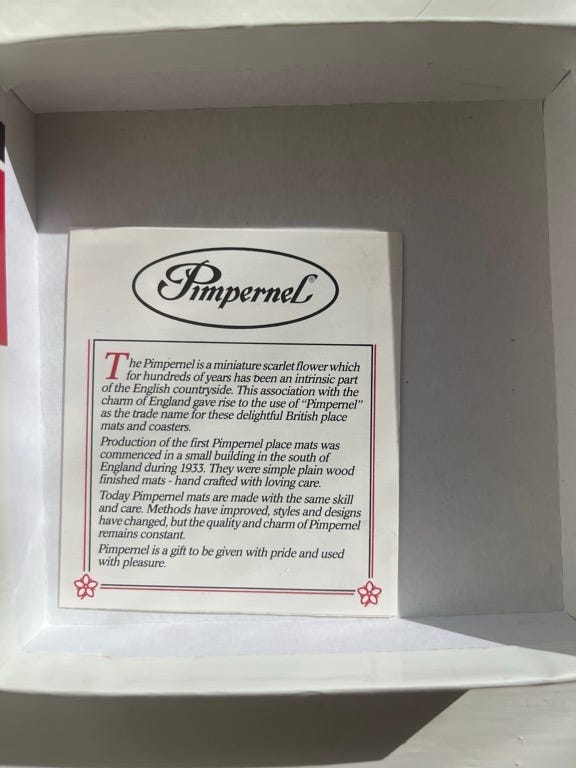 Pimpernel®
The Pimpernel is a miniature scarlet flower which
for hundreds of years has been an intrinsic part
of the English countryside. This association with the
charm of England gave rise to the use of "Pimpernel"
as the trade name for these delightful British place
mats and coasters.
Production of the first Pimpernel place mats was
commenced in a small building in the south of
England during 1933. They were simple plain wood
finished mats - hand crafted with loving care.
Today Pimpernel mats are made with the same skill
and care. Methods have improved, styles and designs
have changed, but the quality and charm of Pimpernel
remains constant.
Pimpernel is a gift to be given with pride and used
with pleasure.